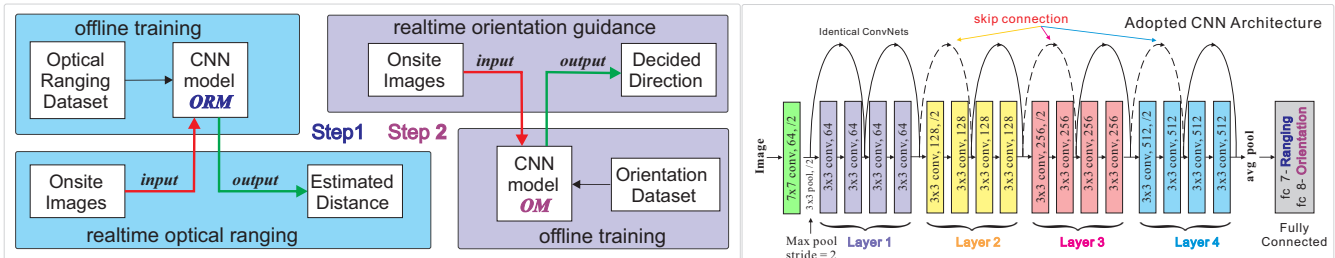 offline training
Optical
Ranging
Dataset
CNN
model
ORM
Step1
Onsite
Images
input
output
Estimated
Distance
realtime optical ranging
realtime orientation guidance
Onsite
Images
input
output
Decided
Direction
Step 2
CNN
model
OM
Orientation
Dataset
offline training
skip connection
Adopted CNN Architecture
Identical ConvNets
Image
7x7 conv, 64, /2
3x3 pool, /2
3x3 conv, 64
3x3 conv, 64
3x3 conv, 64
3x3 conv, 64
3x3 conv, 128, /2
3x3 conv, 128
3x3 conv, 128
3x3 conv, 128
3x3 conv, 256, /2
3x3 conv, 256
3x3 conv, 256
3x3 conv, 256
3x3 conv, 512, /2
3x3 conv, 512
3x3 conv, 512
3x3 conv, 512
avg pool
fc 7 - Ranging
fc 8- Orientation
Max pool
stride = 2
Layer 1
Layer 2
Layer 3
Layer 4
Fully
Connected